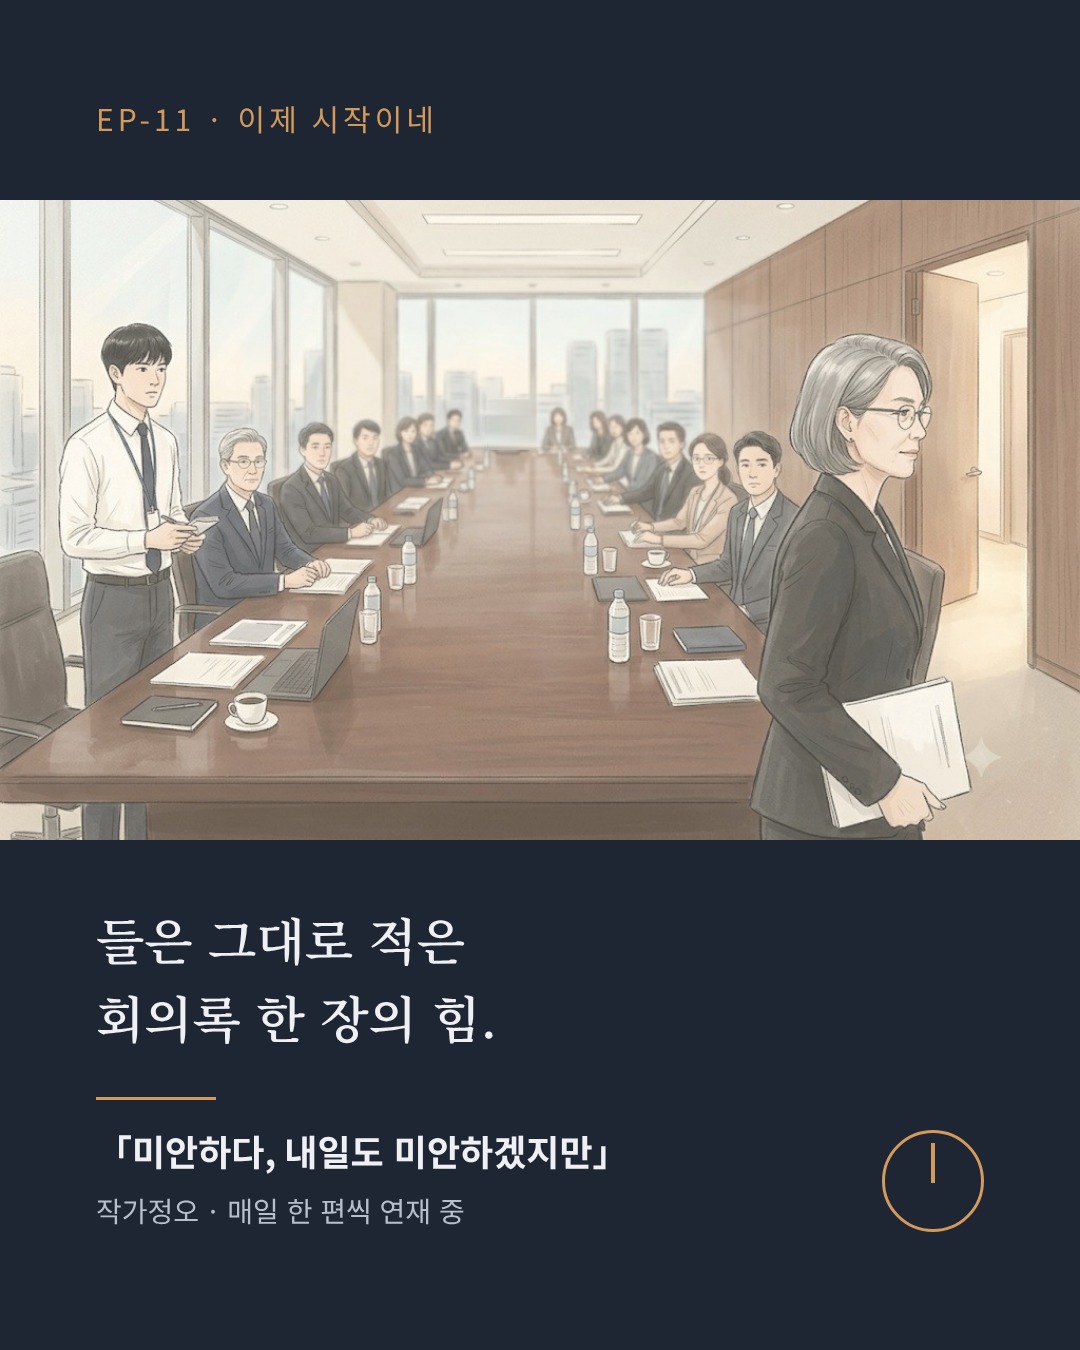 EP-11 · 이제 시작이네
들은 그대로 적은
회의록 한 장의 힘.
「미안하다, 내일도 미안하겠지만」
작가정오 · 매일 한 편씩 연재 중